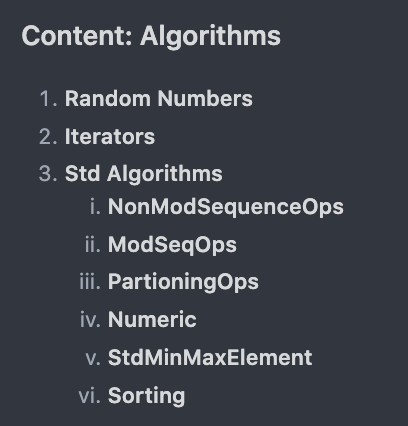 Content: Algorithms
1. Random Numbers
2. Iterators
3. Std Algorithms
i. NonModSequenceOps
ii. ModSeqOps
iii. PartioningOps
iv. Numeric
v. StdMinMaxElement
vi. Sorting